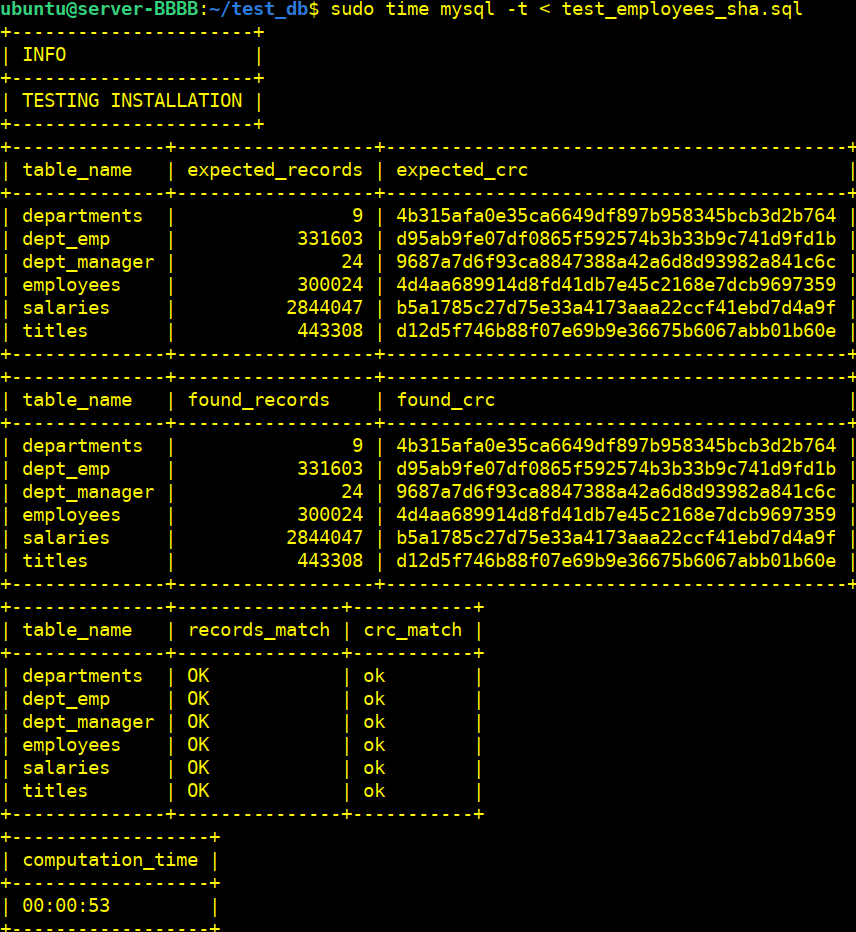 ubuntu@server-BBBB:~/test_db$ sudo time mysql -t < test_employees_sha.sql
+----------------------+
| INFO                 |
+----------------------+
| TESTING INSTALLATION |
+----------------------+
+--------------+------------------+------------------------------------------+
| table_name   | expected_records | expected_crc                             |
+--------------+------------------+------------------------------------------+
| departments  |                9 | 4b315afa0e35ca6649df897b958345bcb3d2b764 |
| dept_emp     |           331603 | d95ab9fe07df0865f592574b3b33b9c741d9fd1b |
| dept_manager |               24 | 9687a7d6f93ca8847388a42a6d8d93982a841c6c |
| employees    |           300024 | 4d4aa689914d8fd41db7e45c2168e7dcb9697359 |
| salaries     |          2844047 | b5a1785c27d75e33a4173aaa22ccf41ebd7d4a9f |
| titles       |           443308 | d12d5f746b88f07e69b9e36675b6067abb01b60e |
+--------------+------------------+------------------------------------------+
+--------------+------------------+------------------------------------------+
| table_name   | found_records    | found_crc                                |
+--------------+------------------+------------------------------------------+
| departments  |                9 | 4b315afa0e35ca6649df897b958345bcb3d2b764 |
| dept_emp     |           331603 | d95ab9fe07df0865f592574b3b33b9c741d9fd1b |
| dept_manager |               24 | 9687a7d6f93ca8847388a42a6d8d93982a841c6c |
| employees    |           300024 | 4d4aa689914d8fd41db7e45c2168e7dcb9697359 |
| salaries     |          2844047 | b5a1785c27d75e33a4173aaa22ccf41ebd7d4a9f |
| titles       |           443308 | d12d5f746b88f07e69b9e36675b6067abb01b60e |
+--------------+------------------+------------------------------------------+
+--------------+---------------+-----------+
| table_name   | records_match | crc_match |
+--------------+---------------+-----------+
| departments  | OK            | ok        |
| dept_emp     | OK            | ok        |
| dept_manager | OK            | ok        |
| employees    | OK            | ok        |
| salaries     | OK            | ok        |
| titles       | OK            | ok        |
+--------------+---------------+-----------+
+------------------+
| computation_time |
+------------------+
| 00:00:53         |
+------------------+